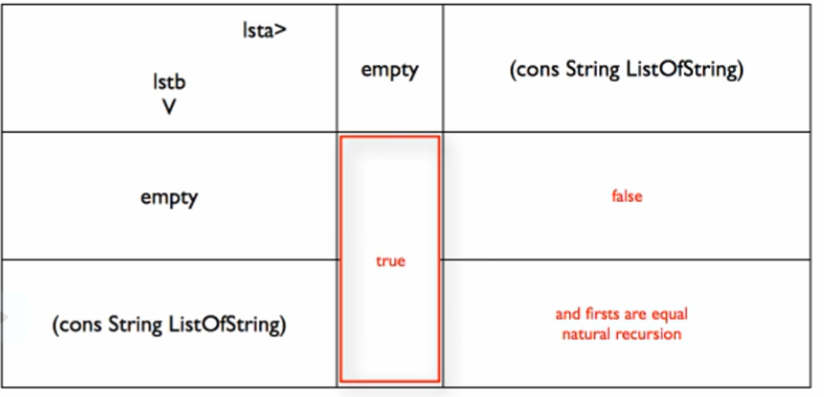 lsta>
lstb
V
empty
(cons String ListOfString)
empty
false
true
(cons String ListOfString)
and firsts are equal
natural recursion